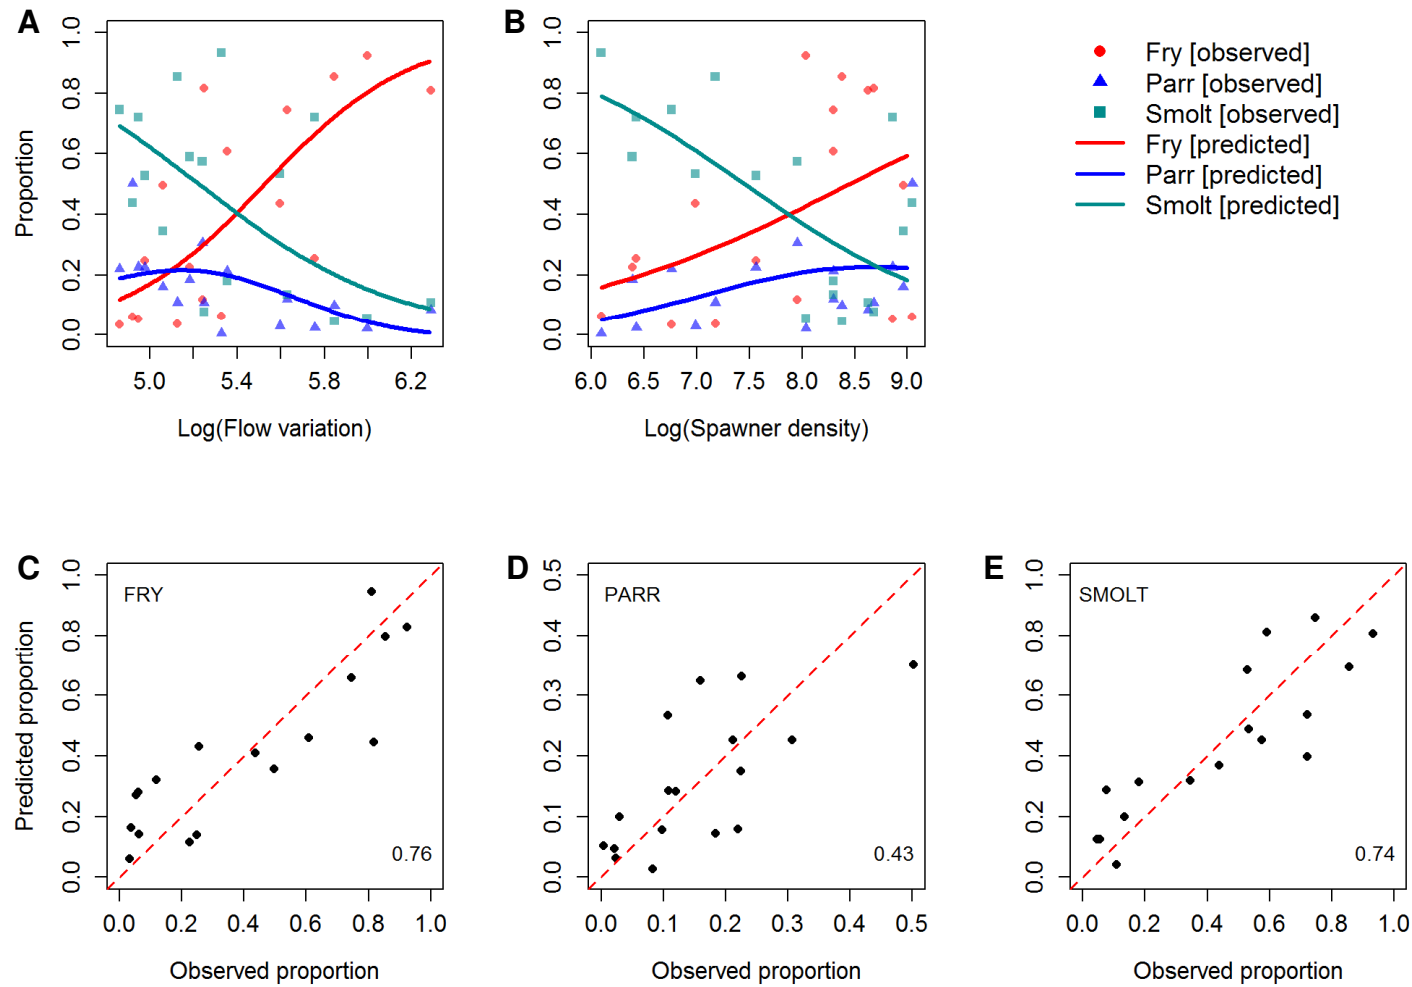 A
B
1.0
0.8
0.6
0.4
0.2
0.0
Proportion
5.0 5.4 5.8 6.2
Log(Flow variation)
1.0
0.8
0.6
0.4
0.2
0.0
6.0 6.5 7.0 7.5 8.0 8.5 9.0
Log(Spawner density)
Fry [observed]
Parr [observed]
Smolt [observed]
Fry [predicted]
Parr [predicted]
Smolt [predicted]
C
FRY
1.0
0.8
0.6
0.4
0.2
0.0
Predicted proportion
0.76
0.0 0.2 0.4 0.6 0.8 1.0
Observed proportion
D
PARR
0.5
0.4
0.3
0.2
0.1
0.0
0.43
0.0 0.1 0.2 0.3 0.4 0.5
Observed proportion
E
SMOLT
1.0
0.8
0.6
0.4
0.2
0.0
0.74
0.0 0.2 0.4 0.6 0.8 1.0
Observed proportion